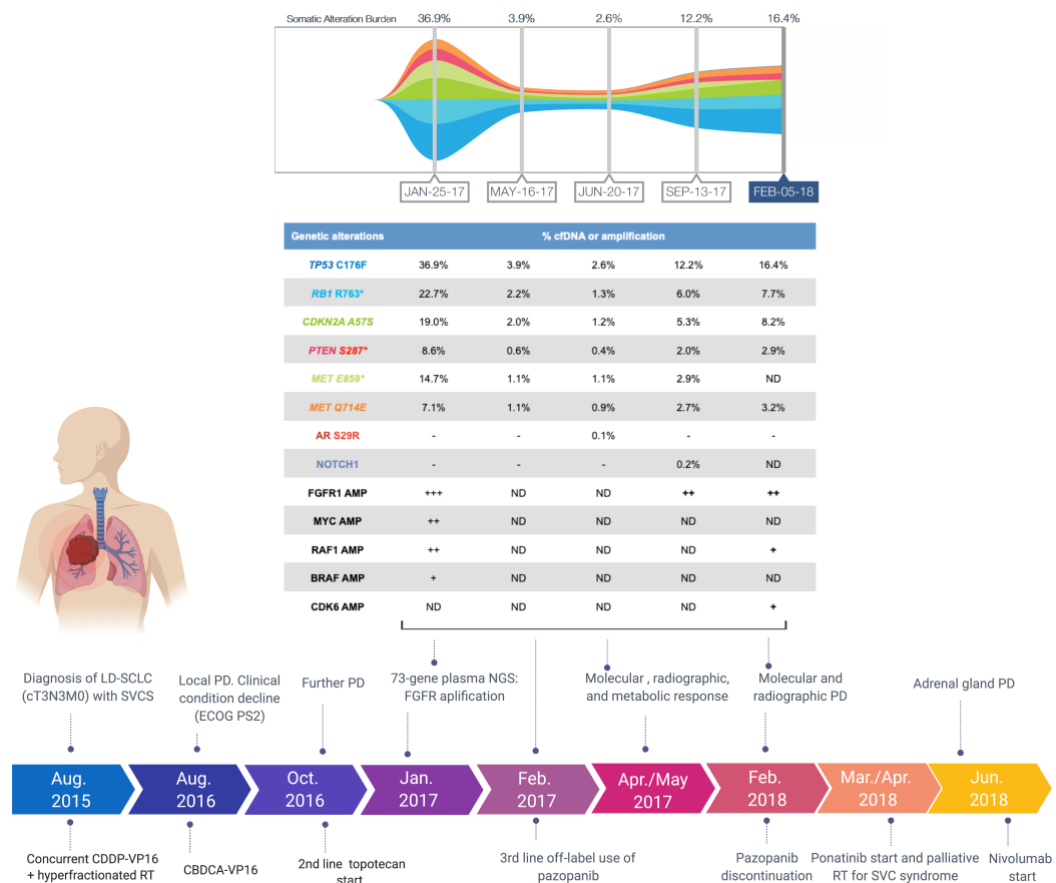 Somatic Alteration Burden 36.9% 3.9% 2.6% 12.2% 16.4%
JAN-25-17 MAY-16-17 JUN-20-17 SEP-13-17 FEB-05-18
Genetic alterations % cfDNA or amplification
TP53 C176F 36.9% 3.9% 2.6% 12.2% 16.4%
RB1 R763* 22.7% 2.2% 1.3% 6.0% 7.7%
CDKN2A A57S 19.0% 2.0% 1.2% 5.3% 8.2%
PTEN S287* 8.6% 0.6% 0.4% 2.0% 2.9%
MET E859* 14.7% 1.1% 1.1% 2.9% ND
MET Q714E 7.1% 1.1% 0.9% 2.7% 3.2%
AR S29R - - 0.1% - -
NOTCH1 - - - 0.2% ND
FGFR1 AMP +++ ND ND ++ ++
MYC AMP ++ ND ND ND ND
RAF1 AMP ++ ND ND ND +
BRAF AMP + ND ND ND ND
CDK6 AMP ND ND ND ND +
Diagnosis of LD-SCLC
(cT3N3M0) with SVCS
Local PD. Clinical
condition decline
(ECOG PS2)
Further PD
73-gene plasma NGS:
FGFR aplification
Molecular , radiographic,
and metabolic response
Molecular and
radiographic PD
Adrenal gland PD
Aug.
2015
Aug.
2016
Oct.
2016
Jan.
2017
Feb.
2017
Apr./May
2017
Feb.
2018
Mar./Apr.
2018
Jun.
2018
Concurrent CDDP-VP16
+ hyperfractionated RT
CBDCA-VP16
2nd line topotecan
start
3rd line off-label use of
pazopanib
Pazopanib
discontinuation
Ponatinib start and palliative
RT for SVC syndrome
Nivolumab
start